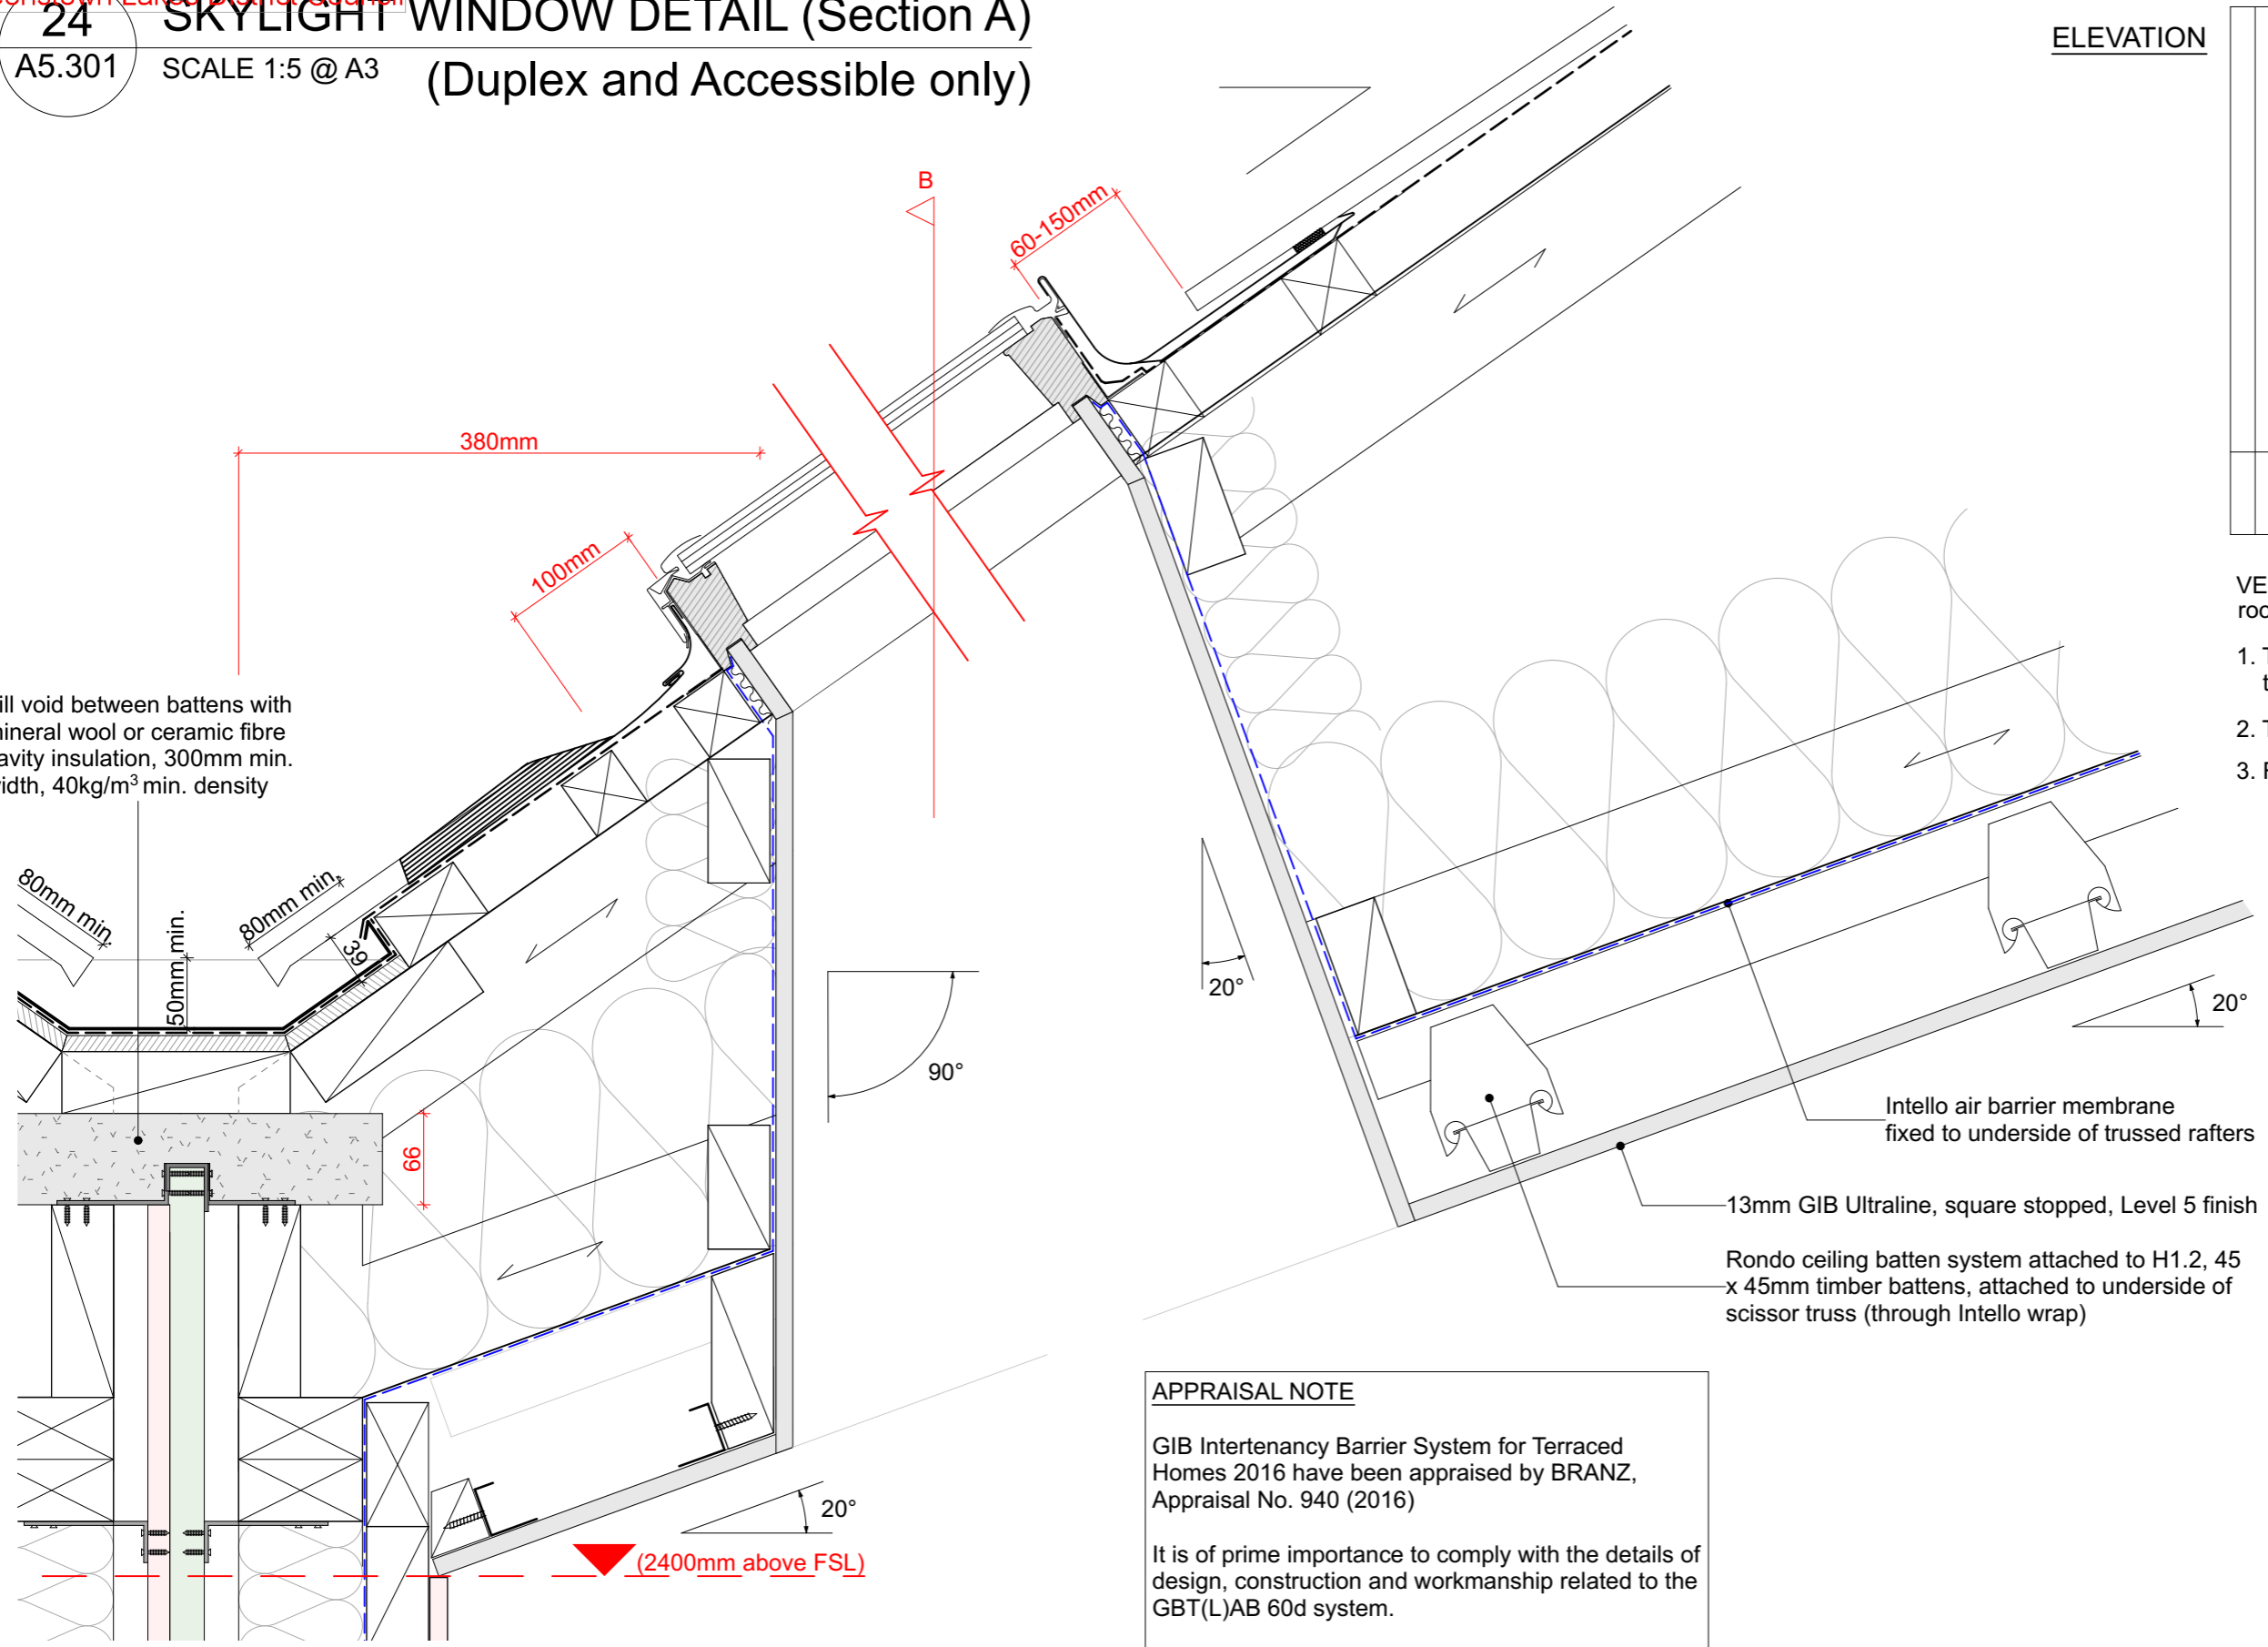 24
A5.301
SKYLIGHT WINDOW DETAIL (Section A)
SCALE 1:5 @ A3
(Duplex and Accessible only)
ELEVATION
B
60-150mm
380mm
100mm
ill void between battens with
mineral wool or ceramic fibre
avity insulation, 300mm min.
width, 40kg/m³ min. density
80mm min.
80mm min.
39
50mm min.
66
90°
20°
20°
20°
(2400mm above FSL)
VE
roo
1. T
t
2. T
3. F
Intello air barrier membrane
fixed to underside of trussed rafters
13mm GIB Ultraline, square stopped, Level 5 finish
Rondo ceiling batten system attached to H1.2, 45
x 45mm timber battens, attached to underside of
scissor truss (through Intello wrap)
APPRAISAL NOTE
GIB Intertenancy Barrier System for Terraced
Homes 2016 have been appraised by BRANZ,
Appraisal No. 940 (2016)
It is of prime importance to comply with the details of
design, construction and workmanship related to the
GBT(L)AB 60d system.